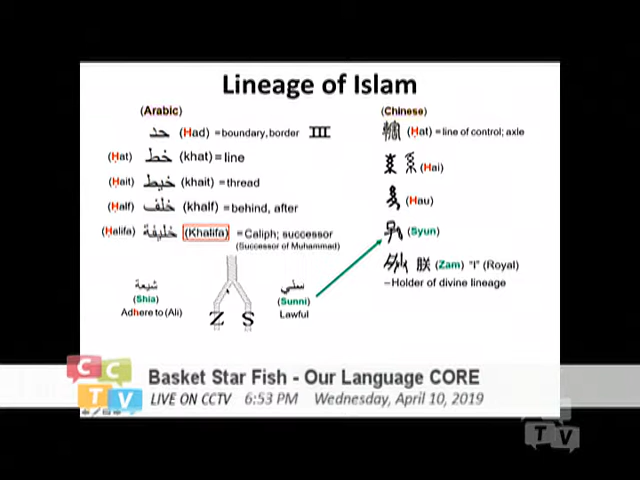 Lineage of Islam
(Arabic)
حد (Had) =boundary,border III
(Hat) خط (khat) = line
(Hait) خيط (khait) =thread
(Half) خلف (khalf) = behind, after
(Halifa) خليفة (Khalifa) =Caliph; successor
(Successor of Muhammad)
شيعة
(Shia)
Adhere to (Ali)
Z S
(Sunni)
Lawful
(Chinese)
(Hat) = line of control; axle
(Hai)
(Hau)
(Syun)
朕 (Zam) "I" (Royal)
–Holder of divine lineage
C C T V
Basket Star Fish - Our Language CORE
LIVE ON CCTV 6:53 PM Wednesday, April 10, 2019
T V